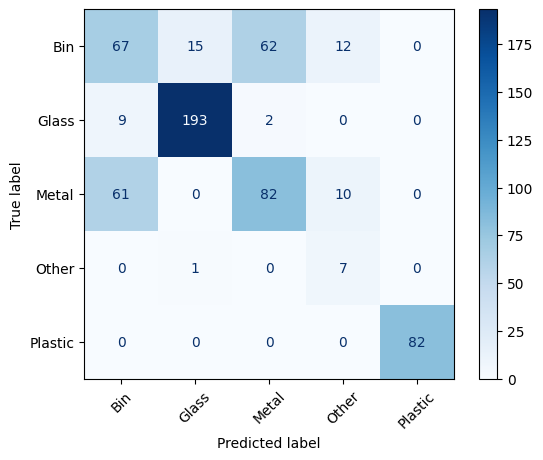 Bin 67 15 62 12 0
Glass 9 193 2 0 0
Metal 61 0 82 10 0
Other 0 1 0 7 0
Plastic 0 0 0 0 82
Bin Glass Metal Other Plastic
True label
Predicted label
175
150
125
100
75
50
25
0